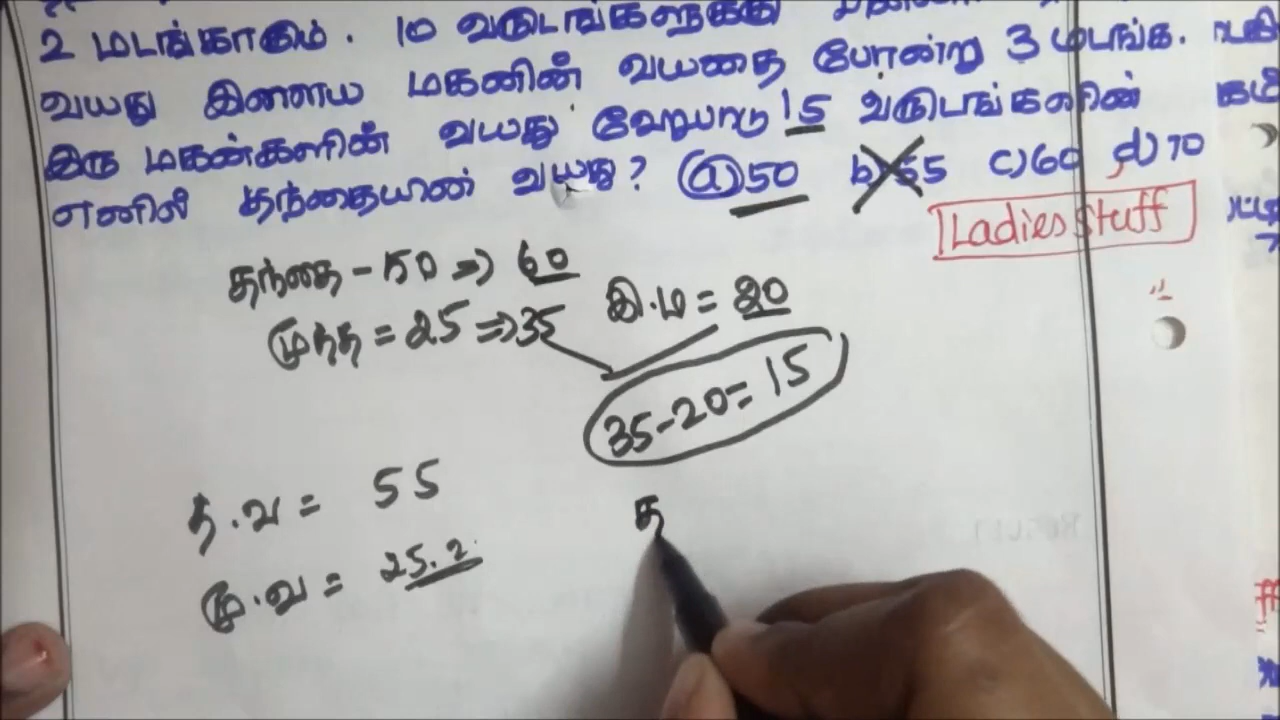 2 மடங்காகும். 10 வருடங்களுக்கு
வயது இளைய மகனின் வயதை போன்று 3 மடங்கு.
இரு மகன்களின் வயது வேறுபாடு 15 வருடங்களின்
எனில் தந்தையின் வயது? (a) 50 b) 55 c) 60 d) 70
Ladies Stuff
தந்தை - 50 => 60
மூத்த = 25 => 35 இ.ம = 20
35-20=15
த.வ = 55
மூ.வ = 25.2
த